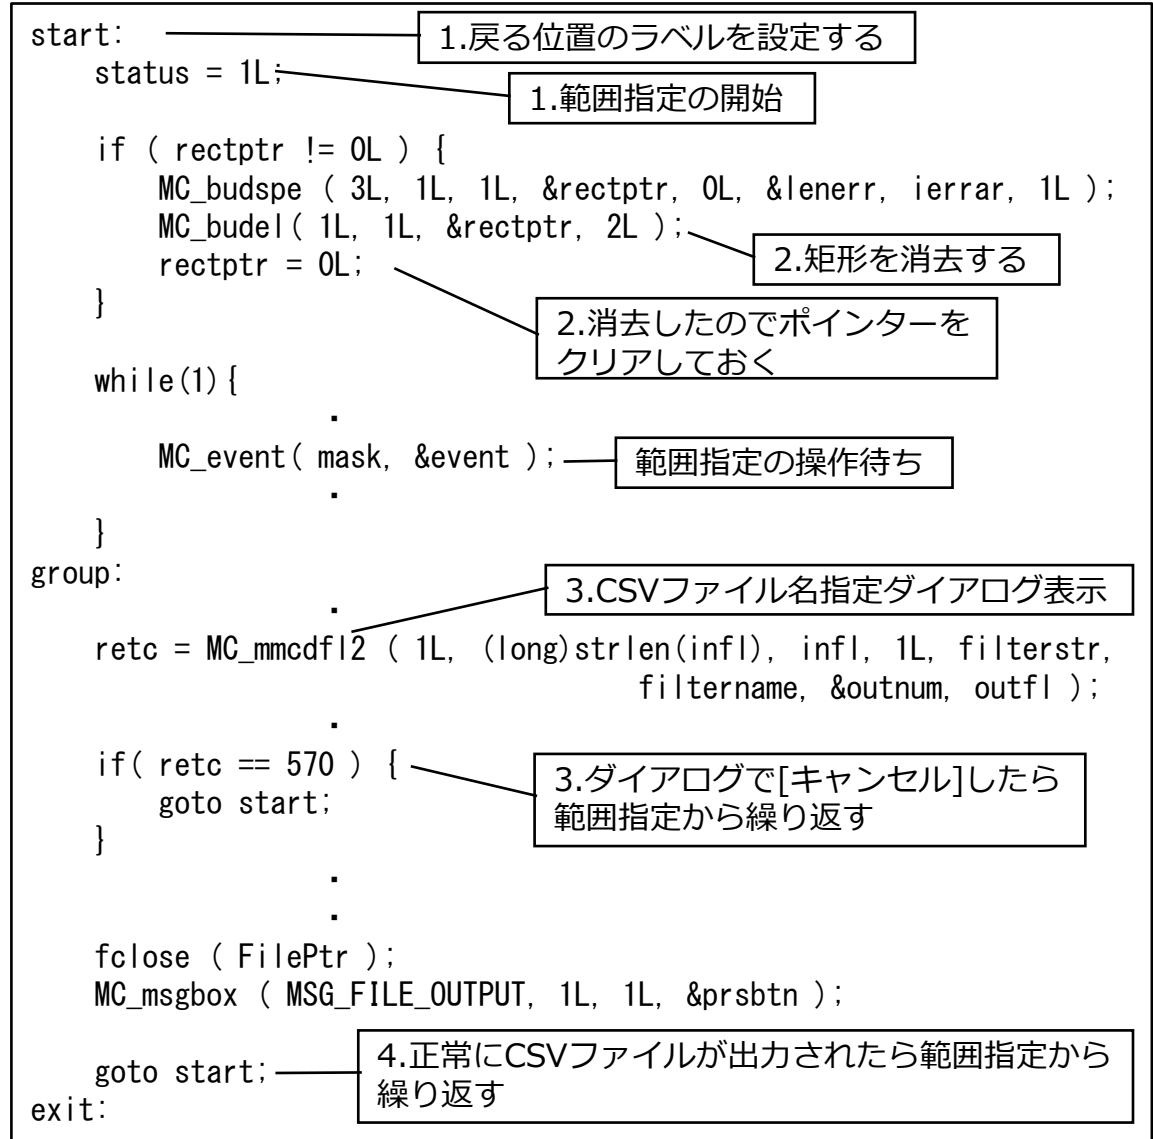 start:
1.戻る位置のラベルを設定する
status = 1L;
1.範囲指定の開始
if ( rectptr != 0L ) {
MC_budspe ( 3L, 1L, 1L, &rectptr, 0L, &lenerr, ierrar, 1L );
MC_budel( 1L, 1L, &rectptr, 2L );
2.矩形を消去する
rectptr = 0L;
}
2.消去したのでポインターを
クリアしておく
while(1){
・
MC_event( mask, &event );
範囲指定の操作待ち
・
}
group:
3.CSVファイル名指定ダイアログ表示
・
retc = MC_mmcdfl2 ( 1L, (long)strlen(infl), infl, 1L, filterstr,
filtername, &outnum, outfl );
・
if( retc == 570 ) {
3.ダイアログで[キャンセル]したら
範囲指定から繰り返す
goto start;
}
・
・
fclose ( FilePtr );
MC_msgbox ( MSG_FILE_OUTPUT, 1L, 1L, &prsbtn );
4.正常にCSVファイルが出力されたら範囲指定から
繰り返す
goto start;
exit: